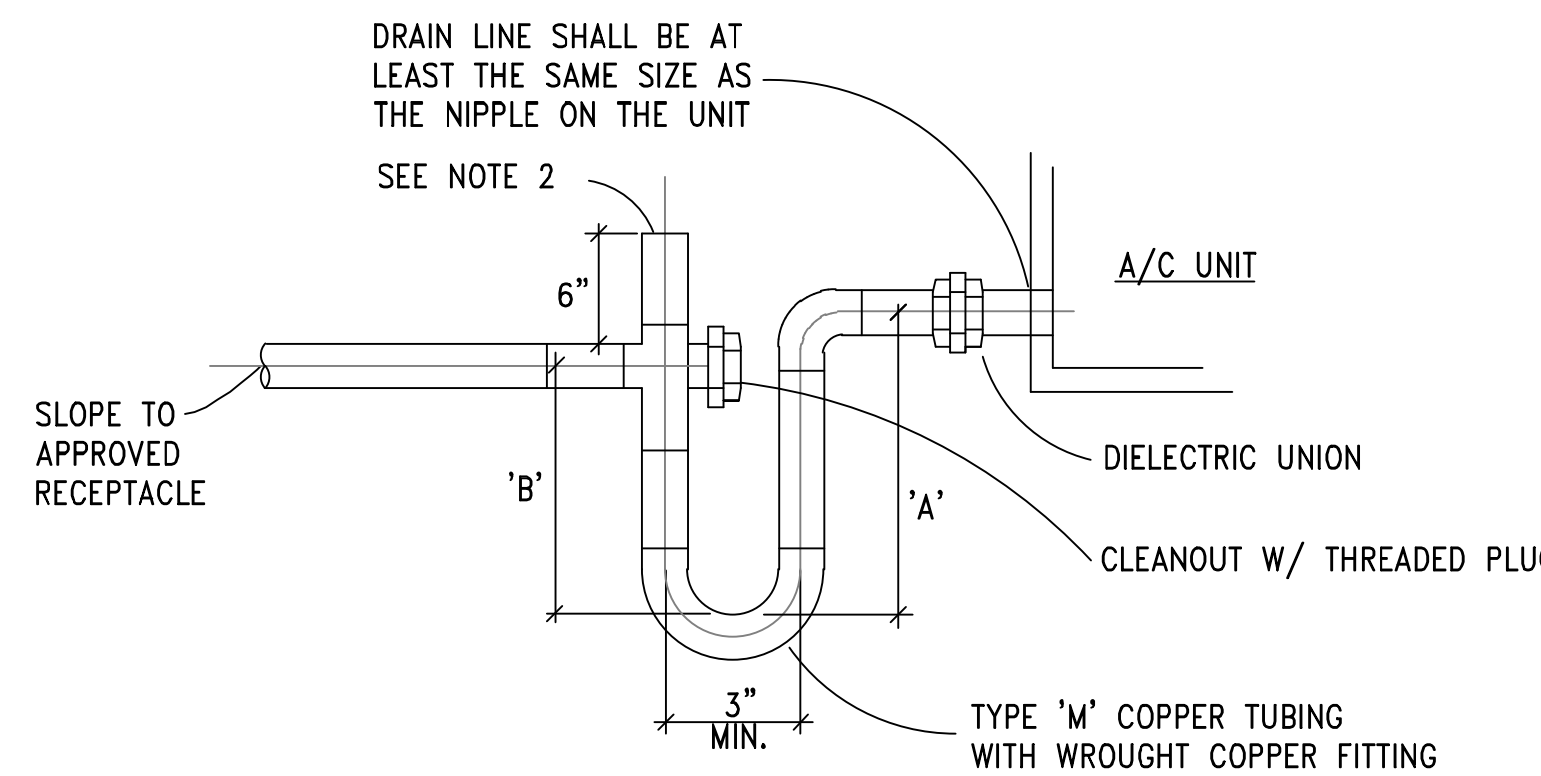 DRAIN LINE SHALL BE AT
LEAST THE SAME SIZE AS
THE NIPPLE ON THE UNIT
SEE NOTE 2
A/C UNIT
6”
SLOPE TO
APPROVED
RECEPTACLE
'B'
'A'
DIELECTRIC UNION
CLEANOUT W/ THREADED
3”
MIN.
TYPE 'M' COPPER TUBING
WITH WROUGHT COPPER FITTING